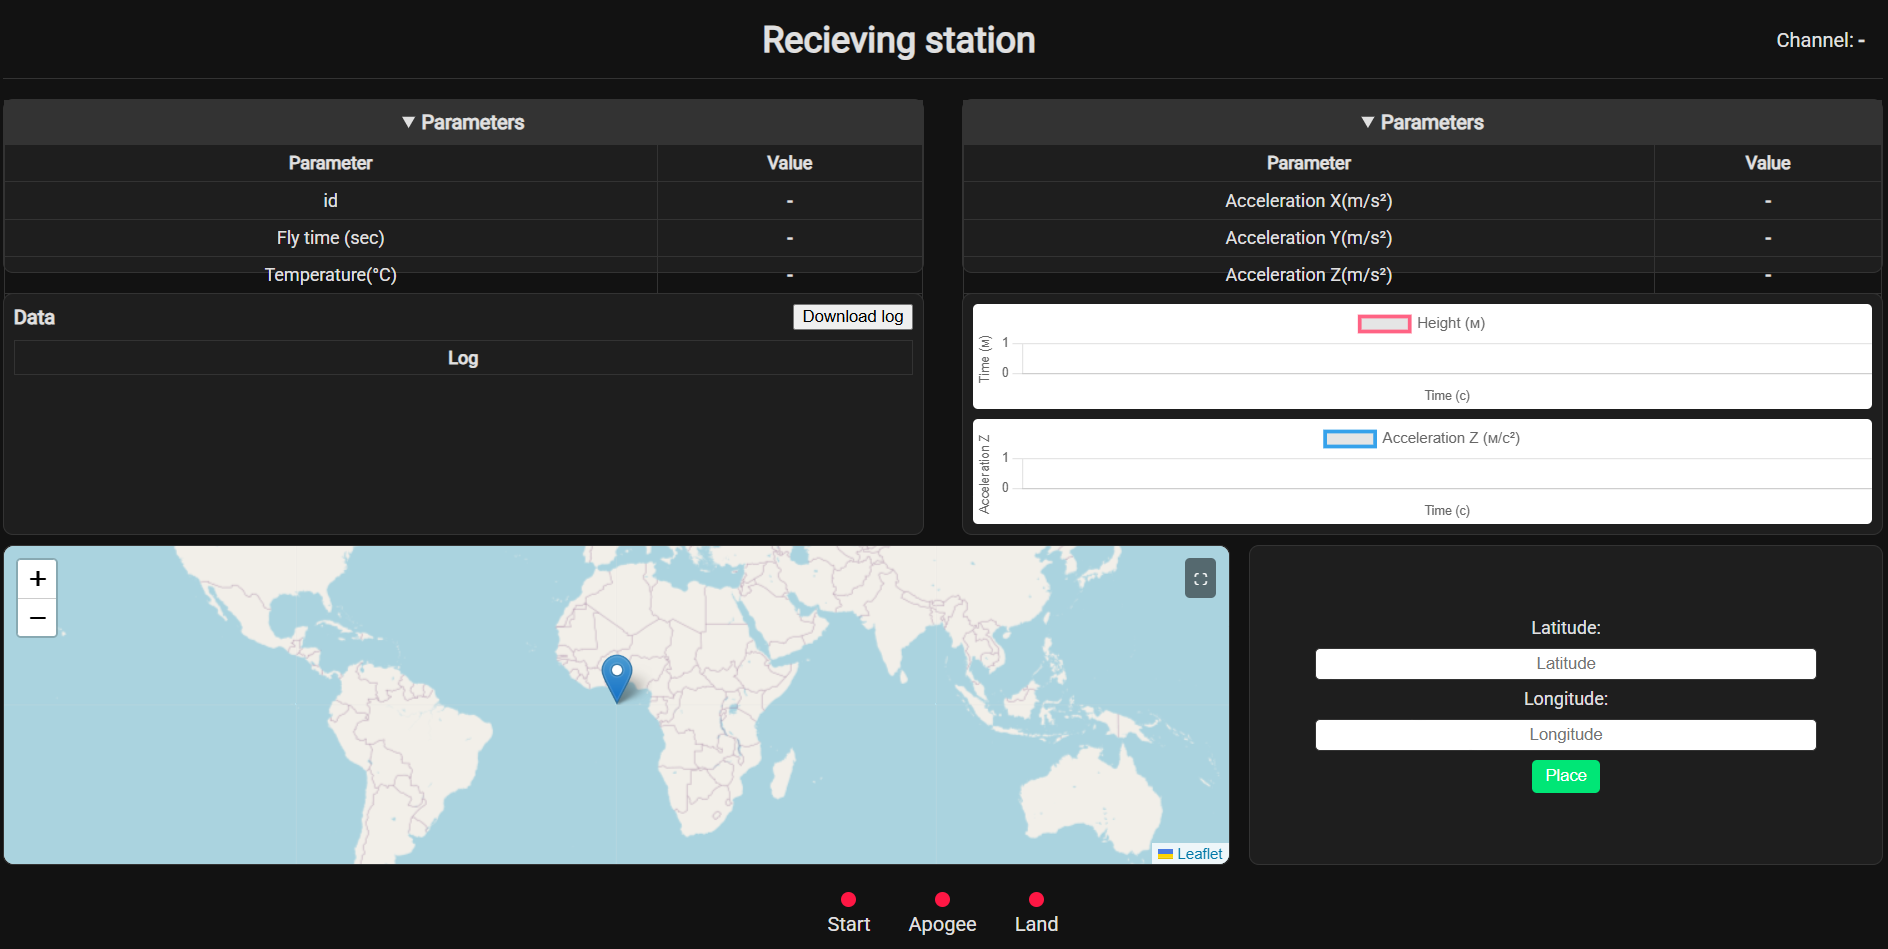 Recieving station
Channel: -
▼ Parameters
Parameter Value
id -
Fly time (sec) -
Temperature(°C) -
▼ Parameters
Parameter Value
Acceleration X(m/s²) -
Acceleration Y(m/s²) -
Acceleration Z(m/s²) -
Data
Download log
Log
Height (м)
Time (м)
1
0
Time (c)
Acceleration Z (м/c²)
Acceleration Z
1
0
Time (c)
+
−
Leaflet
Latitude:
Latitude
Longitude:
Longitude
Place
Start
Apogee
Land